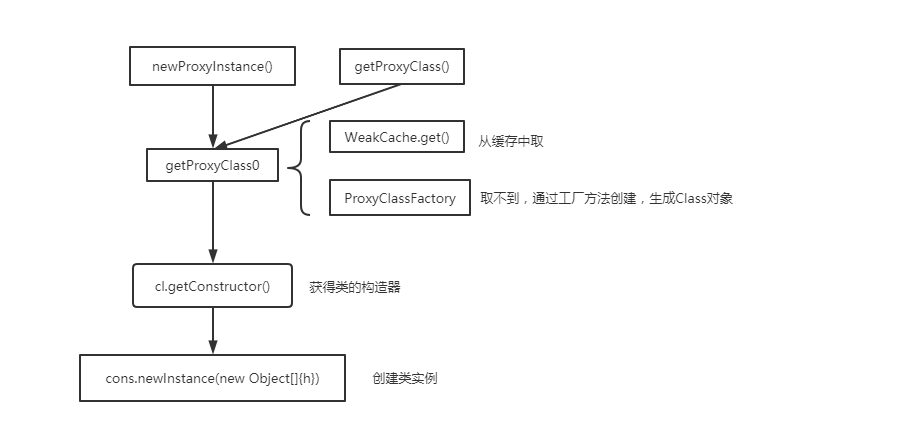 newProxyInstance()
getProxyClass()
WeakCache.get()
从缓存中取
getProxyClass0
ProxyClassFactory
取不到，通过工厂方法创建，生成Class对象
cl.getConstructor()
获得类的构造器
cons.newInstance(new Object[]{h})
创建类实例